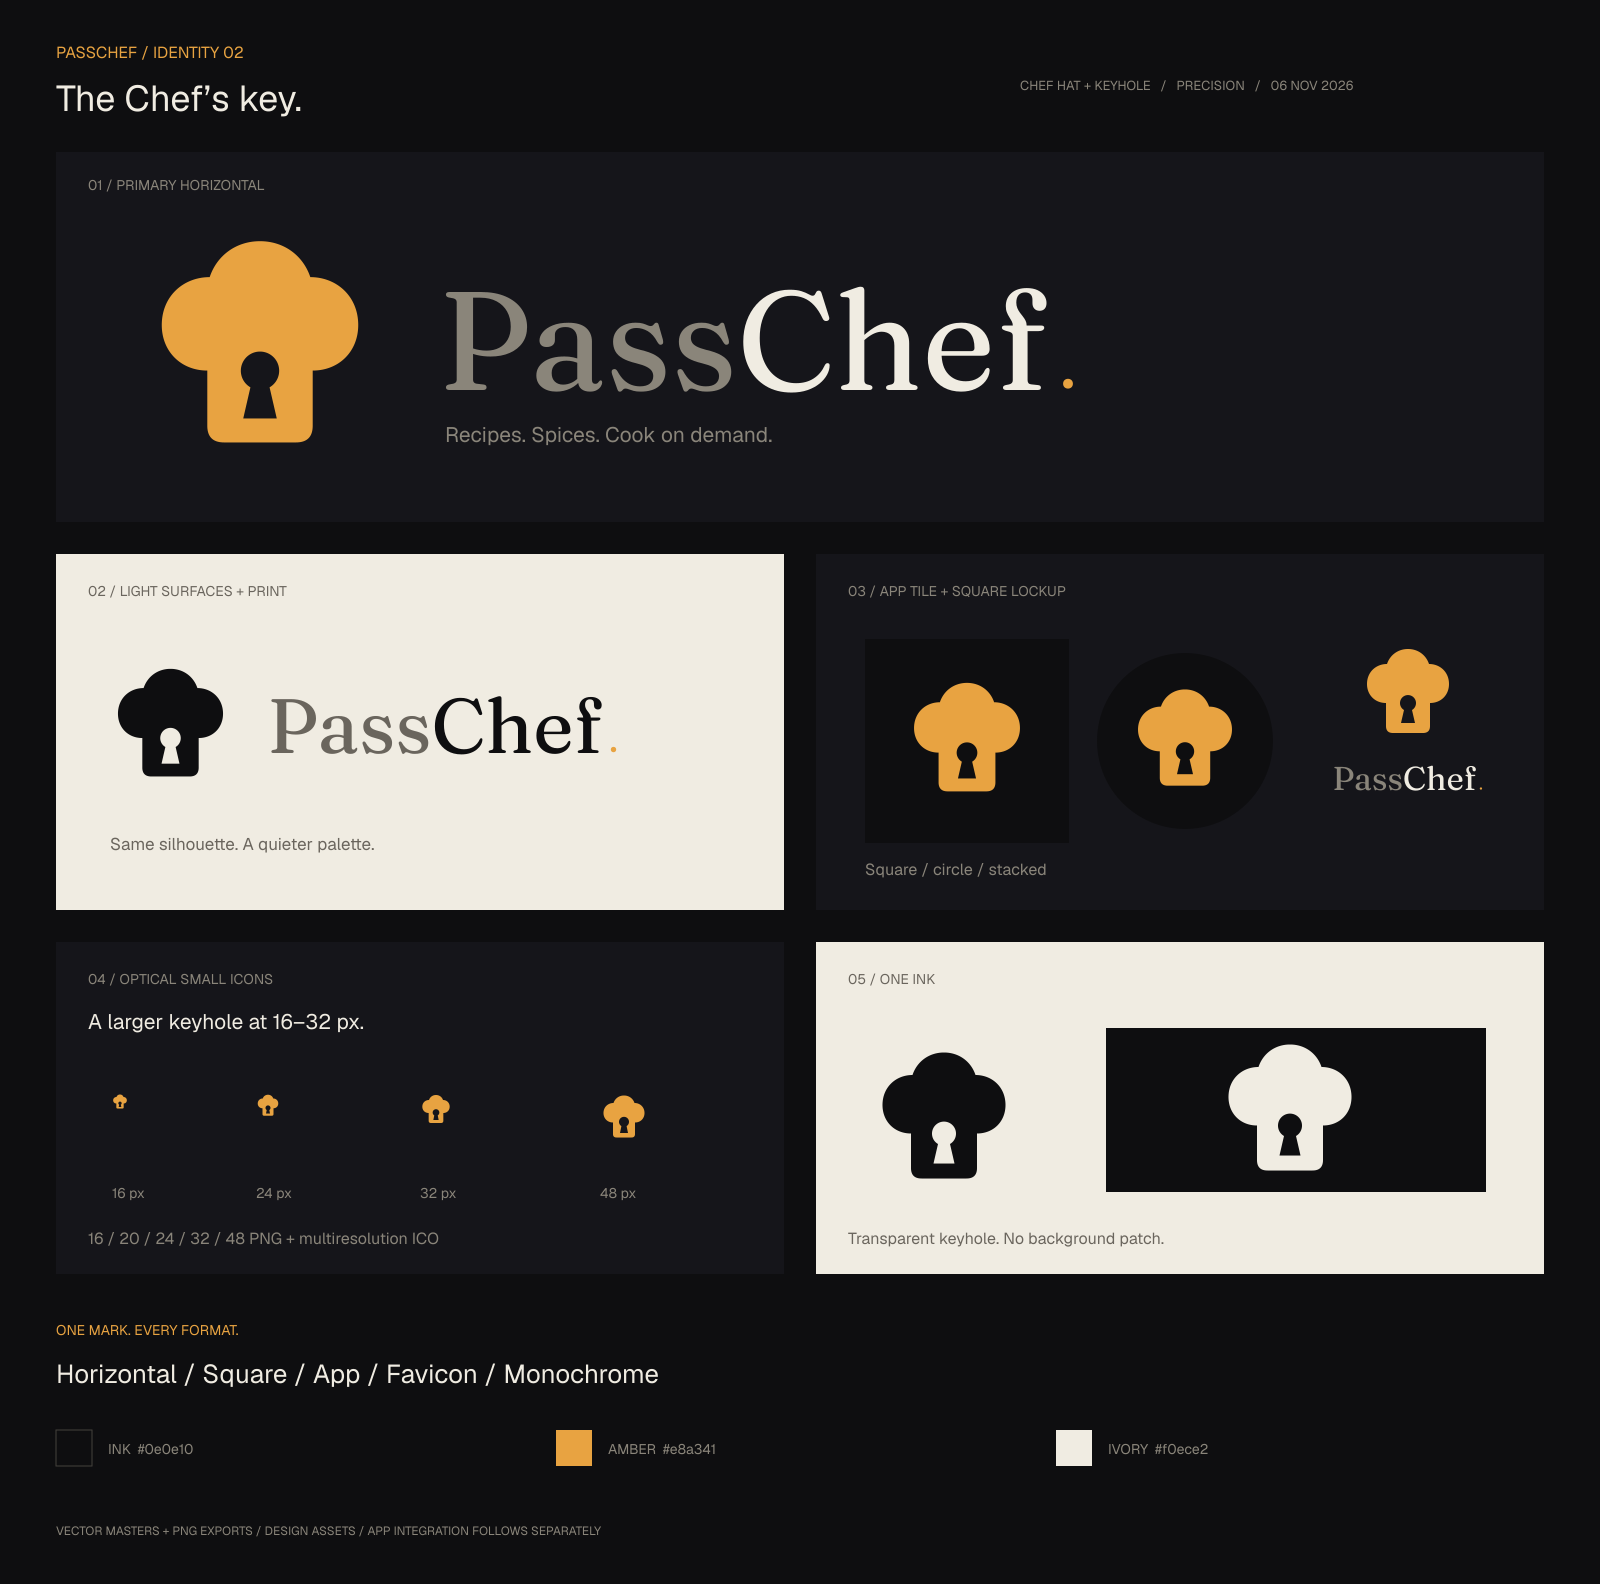 PASSCHEF / IDENTITY 02
The Chef’s key.
CHEF HAT + KEYHOLE / PRECISION / 06 NOV 2026
01 / PRIMARY HORIZONTAL
PassChef.
Recipes. Spices. Cook on demand.
02 / LIGHT SURFACES + PRINT
PassChef.
Same silhouette. A quieter palette.
03 / APP TILE + SQUARE LOCKUP
PassChef.
Square / circle / stacked
04 / OPTICAL SMALL ICONS
A larger keyhole at 16–32 px.
16 px 24 px 32 px 48 px
16 / 20 / 24 / 32 / 48 PNG + multiresolution ICO
05 / ONE INK
Transparent keyhole. No background patch.
ONE MARK. EVERY FORMAT.
Horizontal / Square / App / Favicon / Monochrome
INK #0e0e10 AMBER #e8a341 IVORY #f0ece2
VECTOR MASTERS + PNG EXPORTS / DESIGN ASSETS / APP INTEGRATION FOLLOWS SEPARATELY